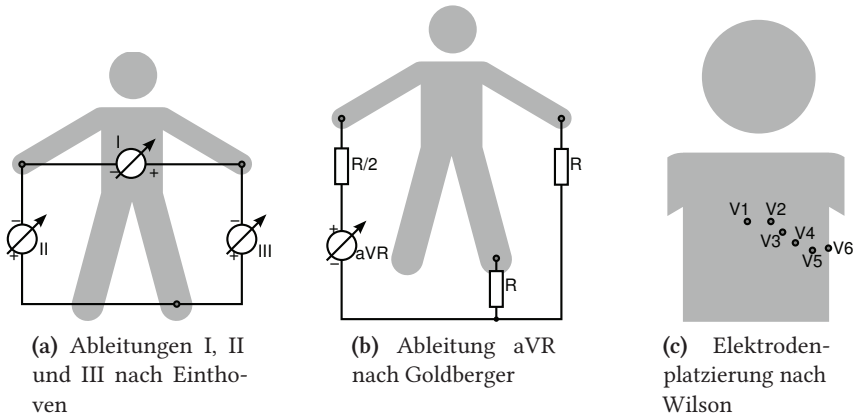 I
− +
− −
II III
+ +
(a) Ableitungen I, II
und III nach Eintho-
ven
R/2 R
+
aVR
−
R
(b) Ableitung aVR
nach Goldberger
V1 V2
V3 V4
V5 V6
(c) Elektroden-
platzierung nach
Wilson